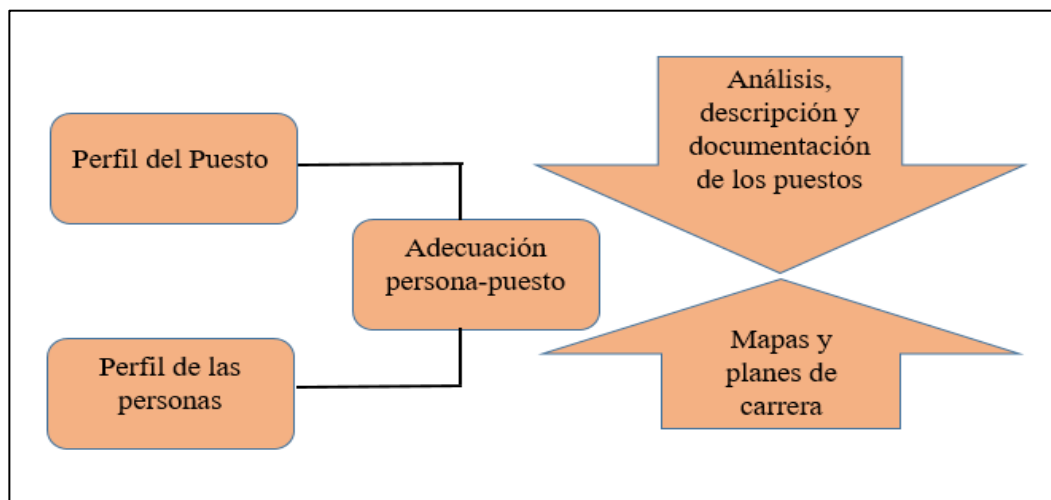 Perfil del Puesto
Adecuación
persona-puesto
Perfil de las
personas
Análisis,
descripción y
documentación
de los puestos
Mapas y
planes de
carrera